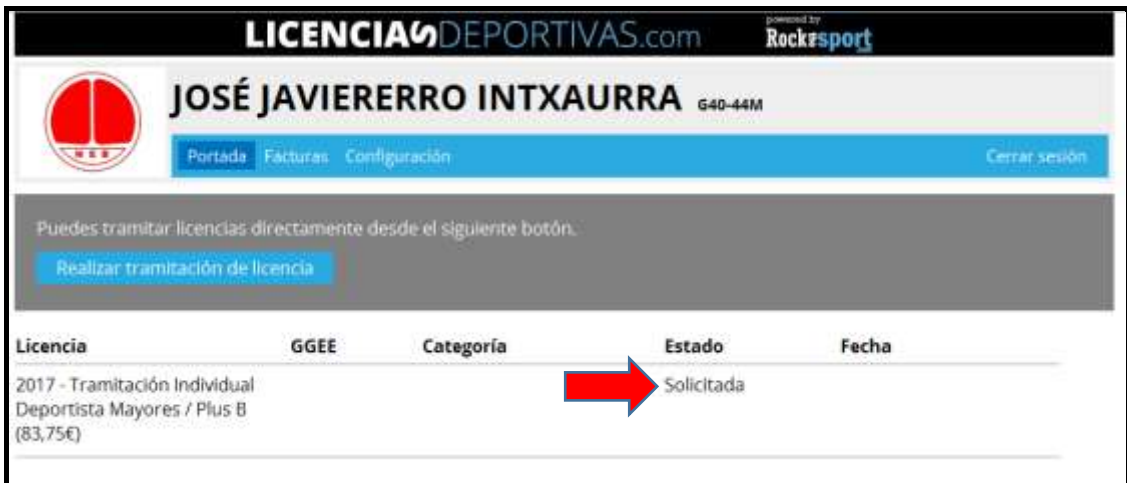 LICENCIASDEPORTIVAS.com
powered by
Rockthesport
JOSÉ JAVIERERRO INTXAURRA G40-44M
Portada Facturas Configuración Cerrar sesión
Puedes tramitar licencias directamente desde el siguiente botón.
Realizar tramitación de licencia
Licencia GGEE Categoría Estado Fecha
2017 - Tramitación Individual Solicitada
Deportista Mayores / Plus B
(83,75€)